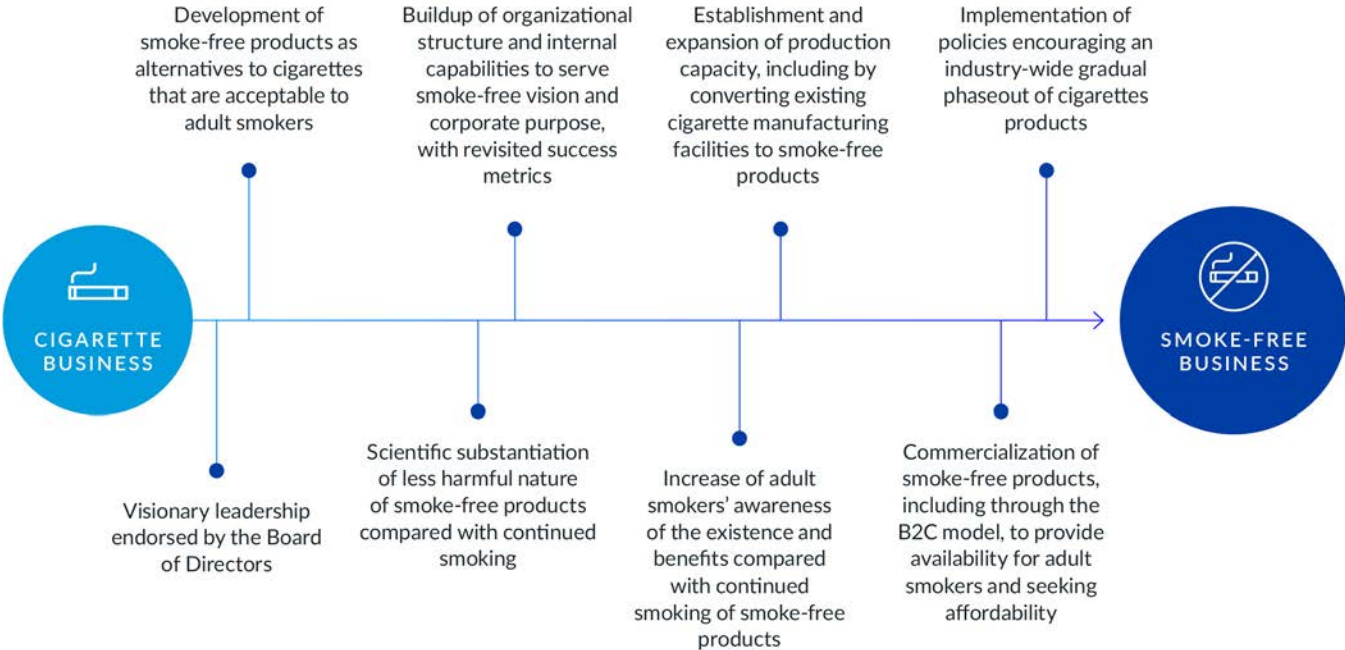 Development of
smoke-free products as
alternatives to cigarettes
that are acceptable to
adult smokers
Buildup of organizational
structure and internal
capabilities to serve
smoke-free vision and
corporate purpose,
with revisited success
metrics
Establishment and
expansion of production
capacity, including by
converting existing
cigarette manufacturing
facilities to smoke-free
products
Implementation of
policies encouraging an
industry-wide gradual
phaseout of cigarettes
products
CIGARETTE
BUSINESS
SMOKE-FREE
BUSINESS
Visionary leadership
endorsed by the Board
of Directors
Scientific substantiation
of less harmful nature
of smoke-free products
compared with continued
smoking
Increase of adult
smokers’ awareness
of the existence and
benefits compared
with continued
smoking of smoke-free
products
Commercialization of
smoke-free products,
including through the
B2C model, to provide
availability for adult
smokers and seeking
affordability